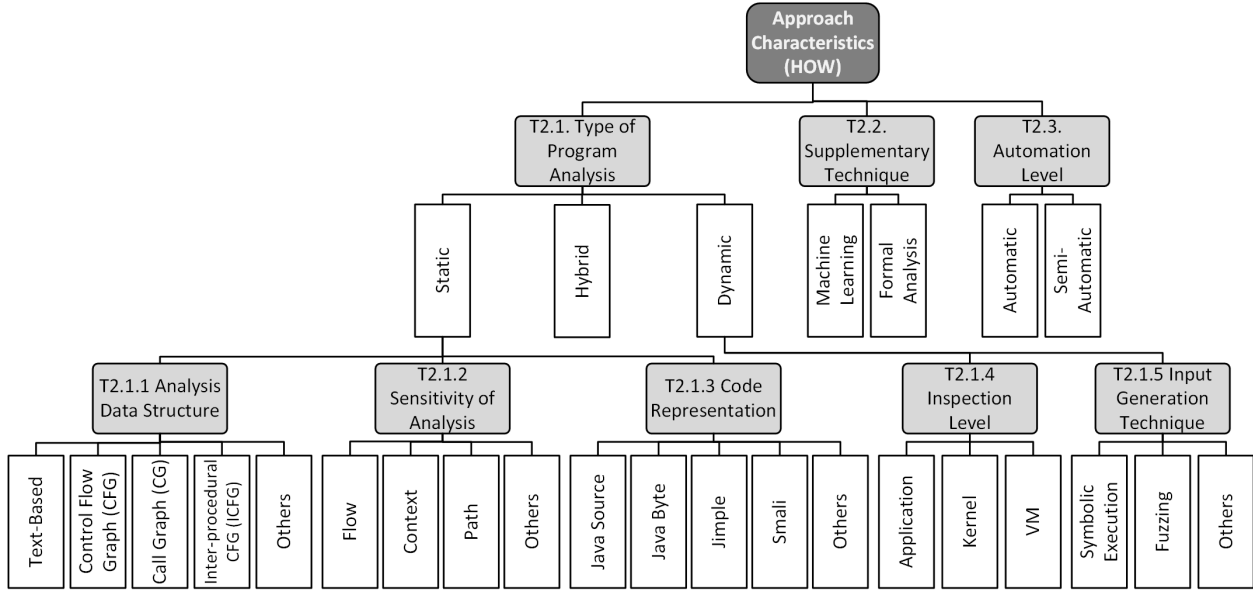 Approach
Characteristics
(HOW)
T2.1. Type of
Program
Analysis
T2.2.
Supplementary
Technique
T2.3.
Automation
Level
Static
Hybrid
Dynamic
Machine
Learning
Formal
Analysis
Automatic
Semi-
Automatic
T2.1.1 Analysis
Data Structure
T2.1.2
Sensitivity of
Analysis
T2.1.3 Code
Representation
T2.1.4
Inspection
Level
T2.1.5 Input
Generation
Technique
Text-Based
Control Flow
Graph (CFG)
Call Graph (CG)
Inter-procedural
CFG (ICFG)
Others
Flow
Context
Path
Others
Java Source
Java Byte
Jimple
Smali
Others
Application
Kernel
VM
Symbolic
Execution
Fuzzing
Others